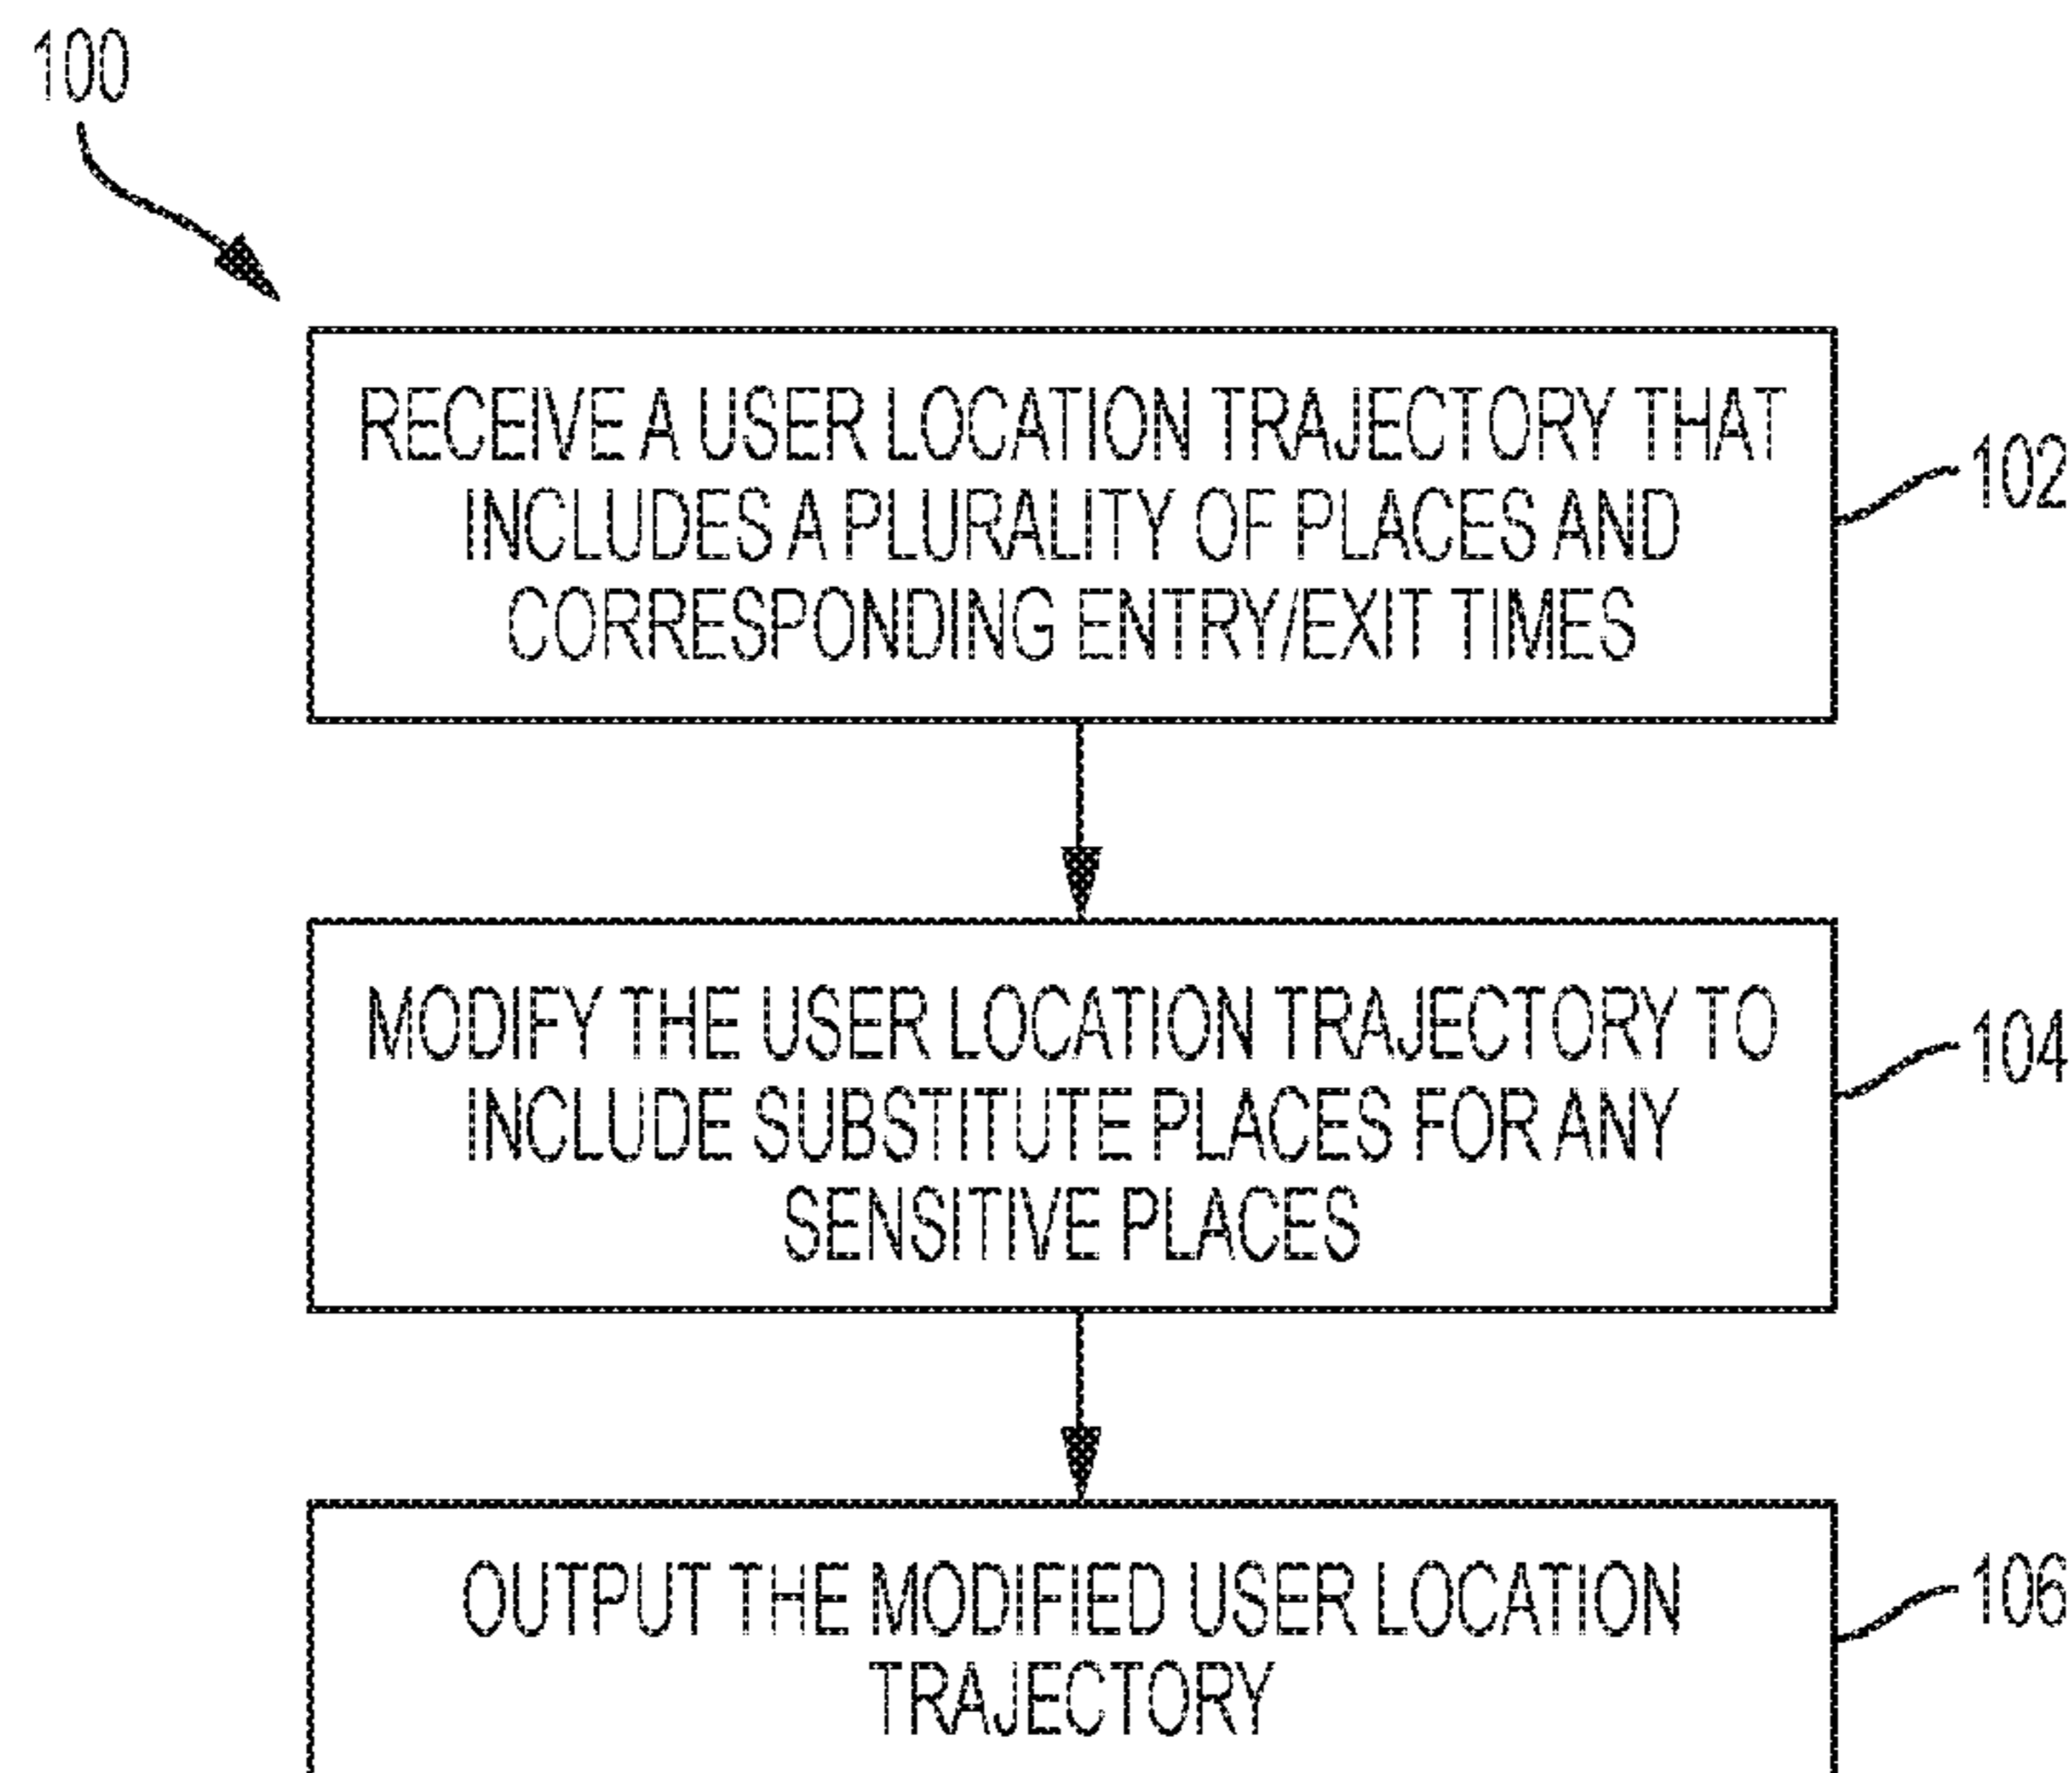 100
RECEIVE A USER LOCATION TRAJECTORY THAT
INCLUDES A PLURALITY OF PLACES AND
CORRESPONDING ENTRY/EXIT TIMES
102
MODIFY THE USER LOCATION TRAJECTORY TO
INCLUDE SUBSTITUTE PLACES FOR ANY
SENSITIVE PLACES
104
OUTPUT THE MODIFIED USER LOCATION
TRAJECTORY
106